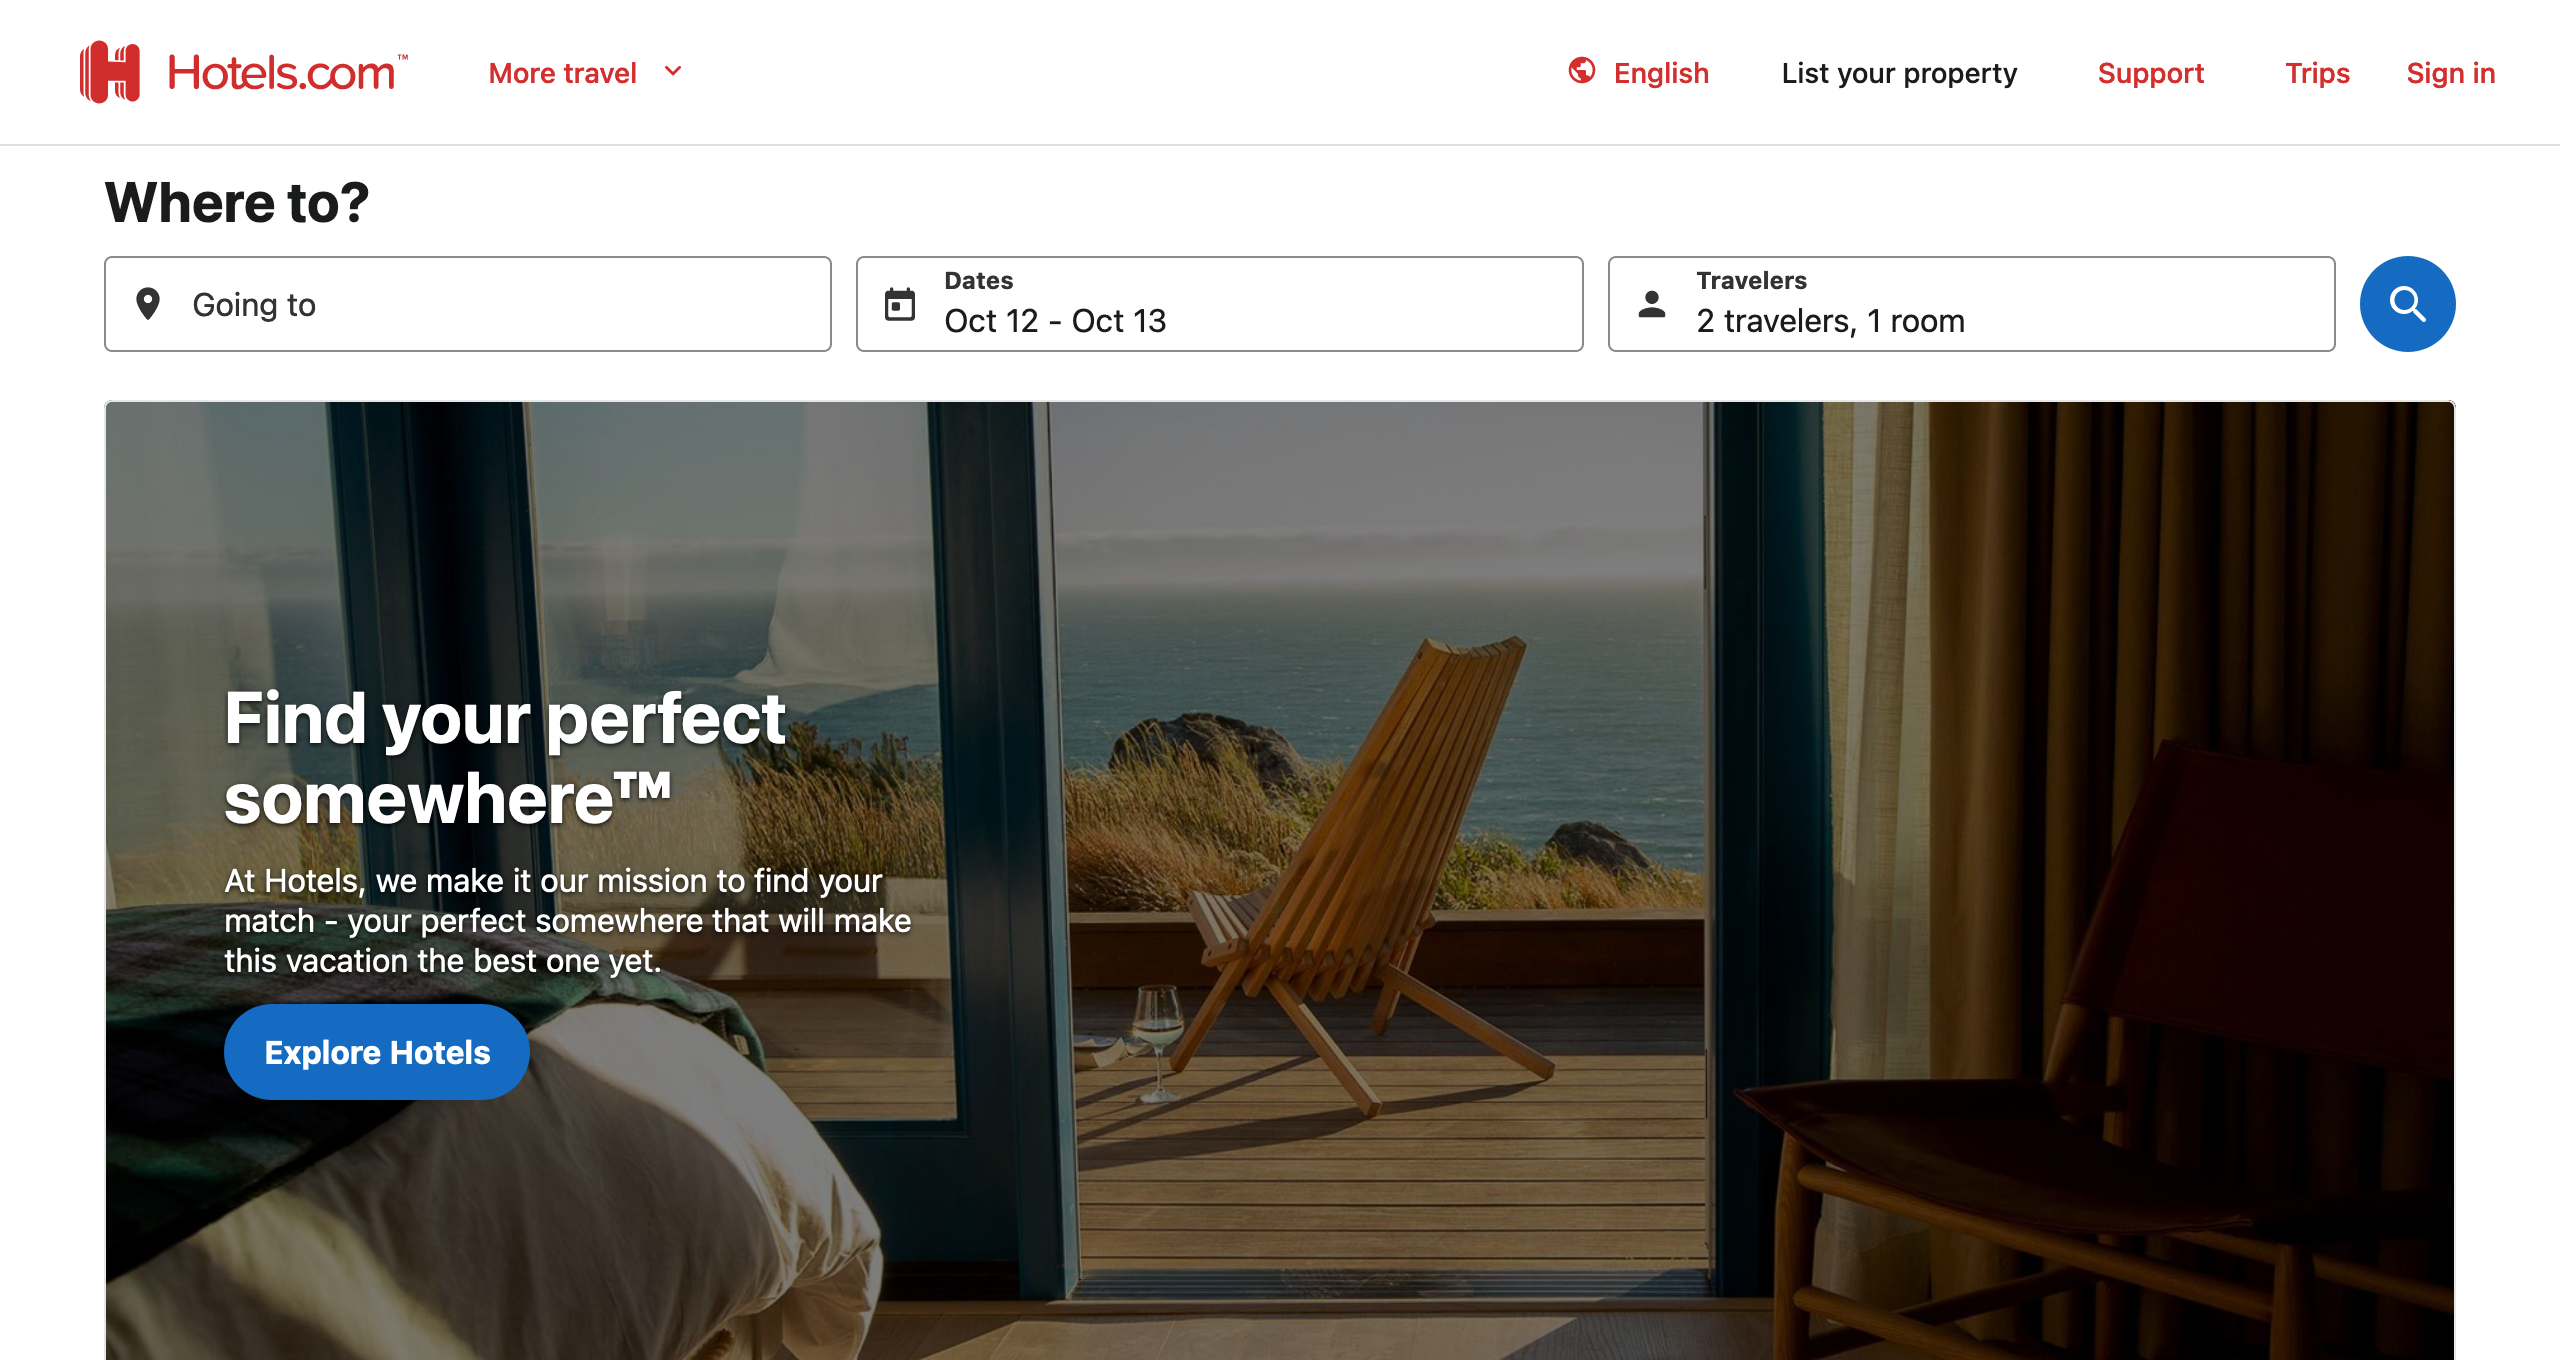 Hotels.com™
More travel
English
List your property
Support
Trips
Sign in
Where to?
Going to
Dates
Oct 12 - Oct 13
Travelers
2 travelers, 1 room
Find your perfect
somewhere™
At Hotels, we make it our mission to find your
match - your perfect somewhere that will make
this vacation the best one yet.
Explore Hotels